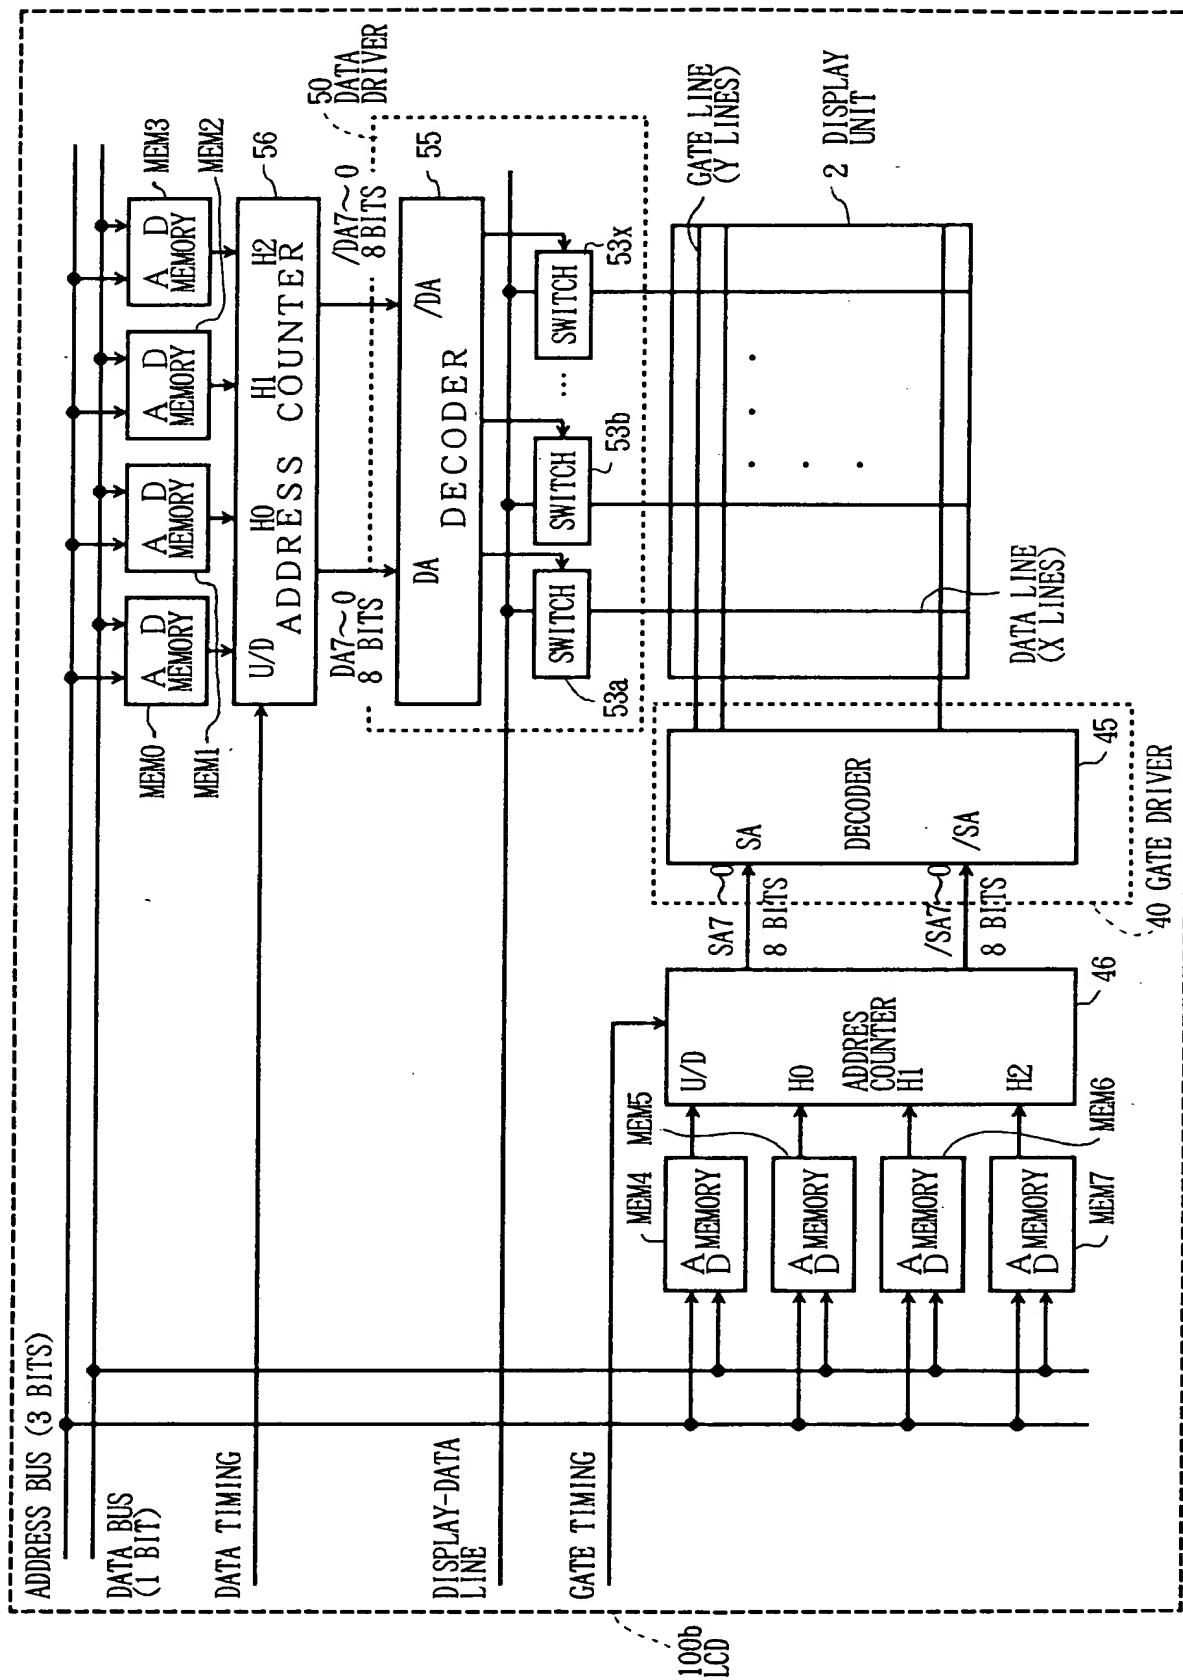 ADDRESS BUS (3 BITS)
DATA BUS
(1 BIT)
DATA TIMING
DISPLAY-DATA
LINE
GATE TIMING
100b
LCD
MEM0
MEM1
MEM3
MEM2
A D
MEMORY
A D
MEMORY
A D
MEMORY
A D
MEMORY
U/D H0 H1 H2
ADDRESS COUNTER
56
DA7~0
8 BITS
/DA7~0
8 BITS
50
DATA
DRIVER
DA /DA
DECODER
55
SWITCH
SWITCH
...
SWITCH
53a
53b
53x
GATE LINE
(Y LINES)
2 DISPLAY
UNIT
DATA LINE
(X LINES)
MEM4
MEM5
MEM6
MEM7
A
D MEMORY
A
D MEMORY
A
D MEMORY
A
D MEMORY
U/D
H0
ADDRES
COUNTER
H1
H2
46
SA7~0
8 BITS
/SA7~0
8 BITS
SA
DECODER
/SA
45
40 GATE DRIVER